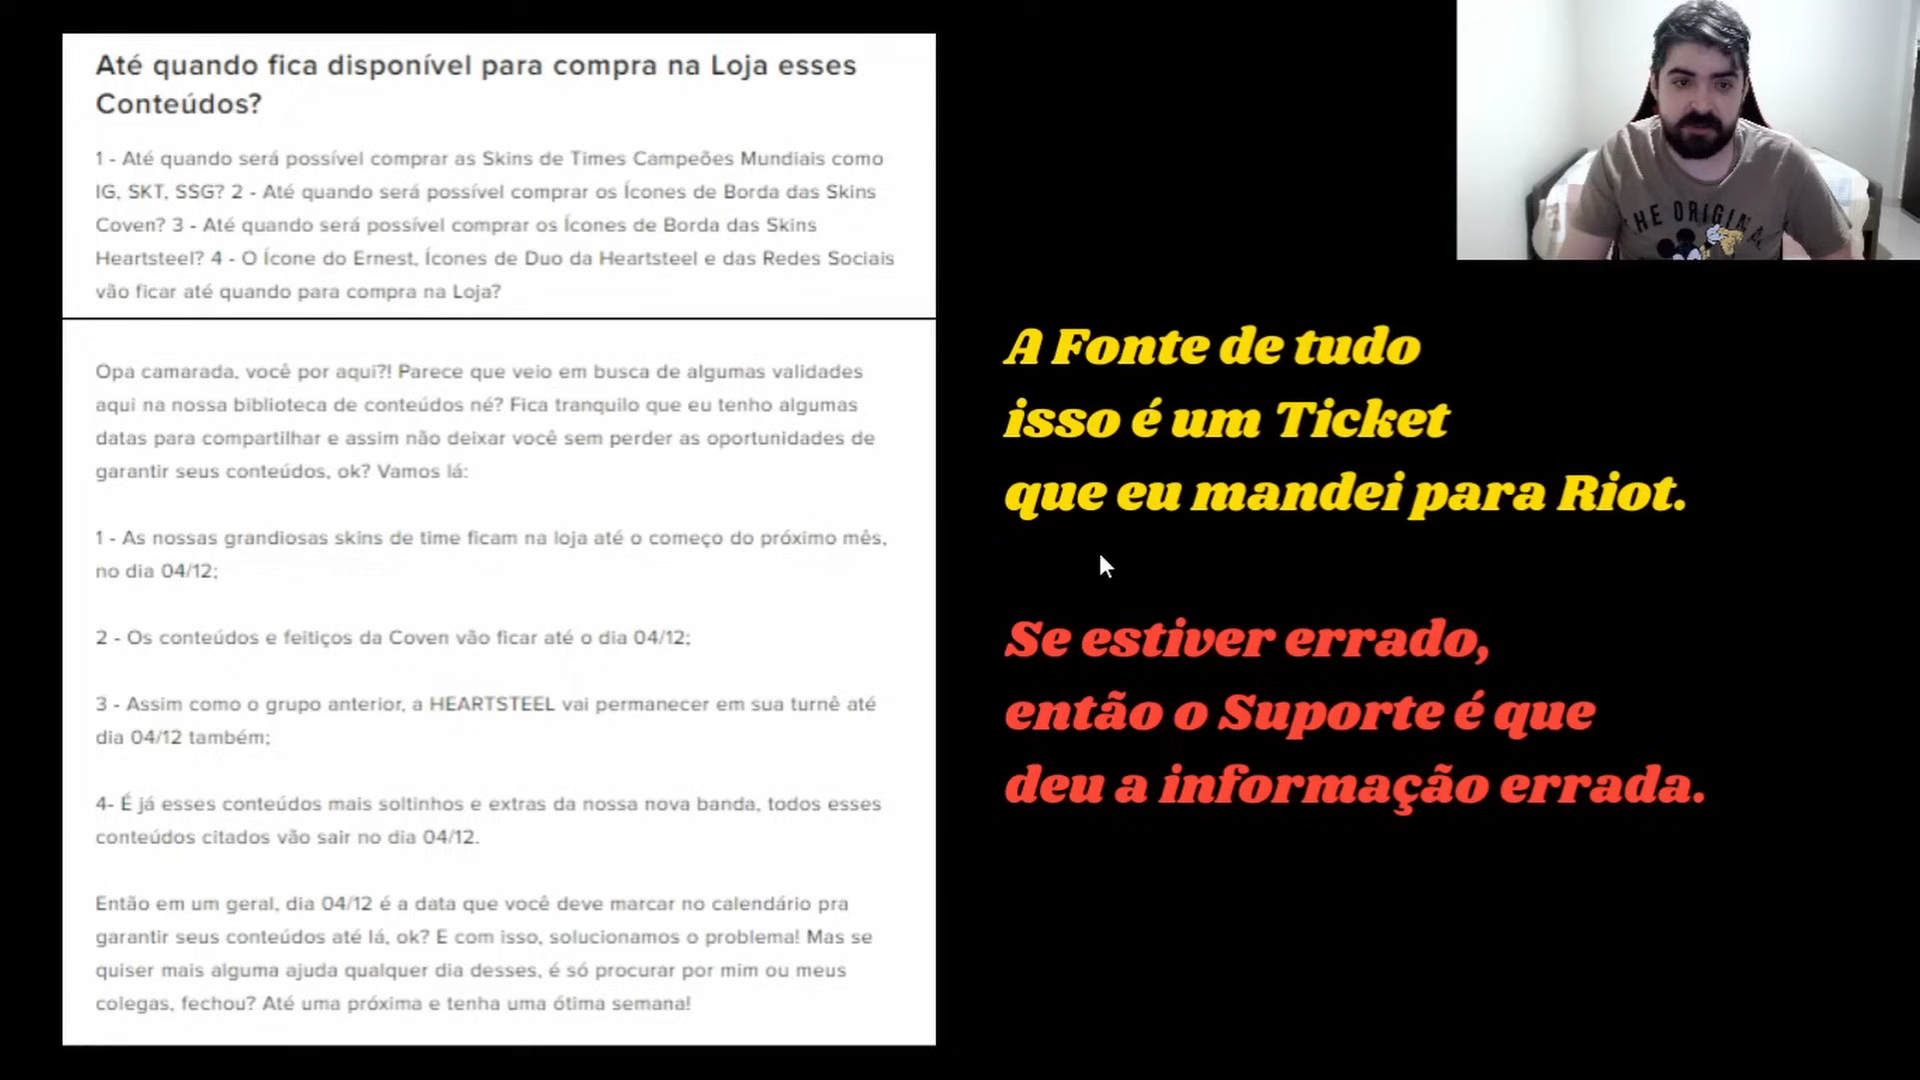 Até quando fica disponível para compra na Loja esses
Conteúdos?
1 - Até quando será possível comprar as Skins de Times Campeões Mundiais como
IG, SKT, SSG? 2 - Até quando será possível comprar os Ícones de Borda das Skins
Coven? 3 - Até quando será possível comprar os Ícones de Borda das Skins
Heartsteel? 4 - O Ícone do Ernest, Ícones de Duo da Heartsteel e das Redes Sociais
vão ficar até quando para compra na Loja?
Opa camarada, você por aqui?! Parece que veio em busca de algumas validades
aqui na nossa biblioteca de conteúdos né? Fica tranquilo que eu tenho algumas
datas para compartilhar e assim não deixar você sem perder as oportunidades de
garantir seus conteúdos, ok? Vamos lá:
1 - As nossas grandiosas skins de time ficam na loja até o começo do próximo mês,
no dia 04/12;
2 - Os conteúdos e feitiços da Coven vão ficar até o dia 04/12;
3 - Assim como o grupo anterior, a HEARTSTEEL vai permanecer em sua turnê até
dia 04/12 também;
4- É já esses conteúdos mais soltinhos e extras da nossa nova banda, todos esses
conteúdos citados vão sair no dia 04/12.
Então em um geral, dia 04/12 é a data que você deve marcar no calendário pra
garantir seus conteúdos até lá, ok? E com isso, solucionamos o problema! Mas se
quiser mais alguma ajuda qualquer dia desses, é só procurar por mim ou meus
colegas, fechou? Até uma próxima e tenha uma ótima semana!
THE ORIGINAL
A Fonte de tudo
isso é um Ticket
que eu mandei para Riot.
Se estiver errado,
então o Suporte é que
deu a informação errada.